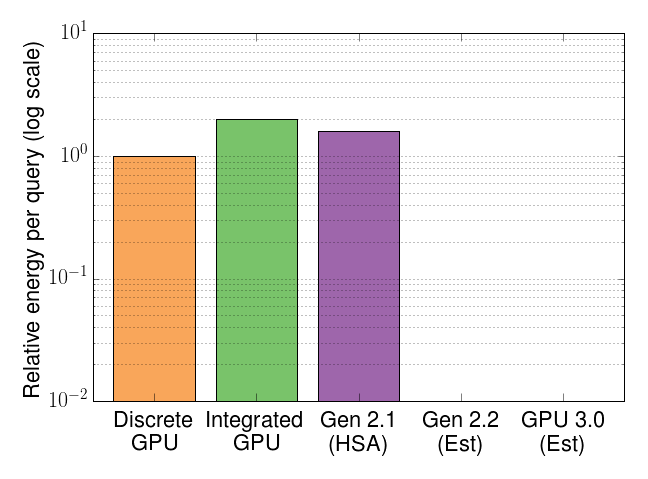 Relative energy per query (log scale)
10^1
10^0
10^-1
10^-2
Discrete GPU
Integrated GPU
Gen 2.1 (HSA)
Gen 2.2 (Est)
GPU 3.0 (Est)